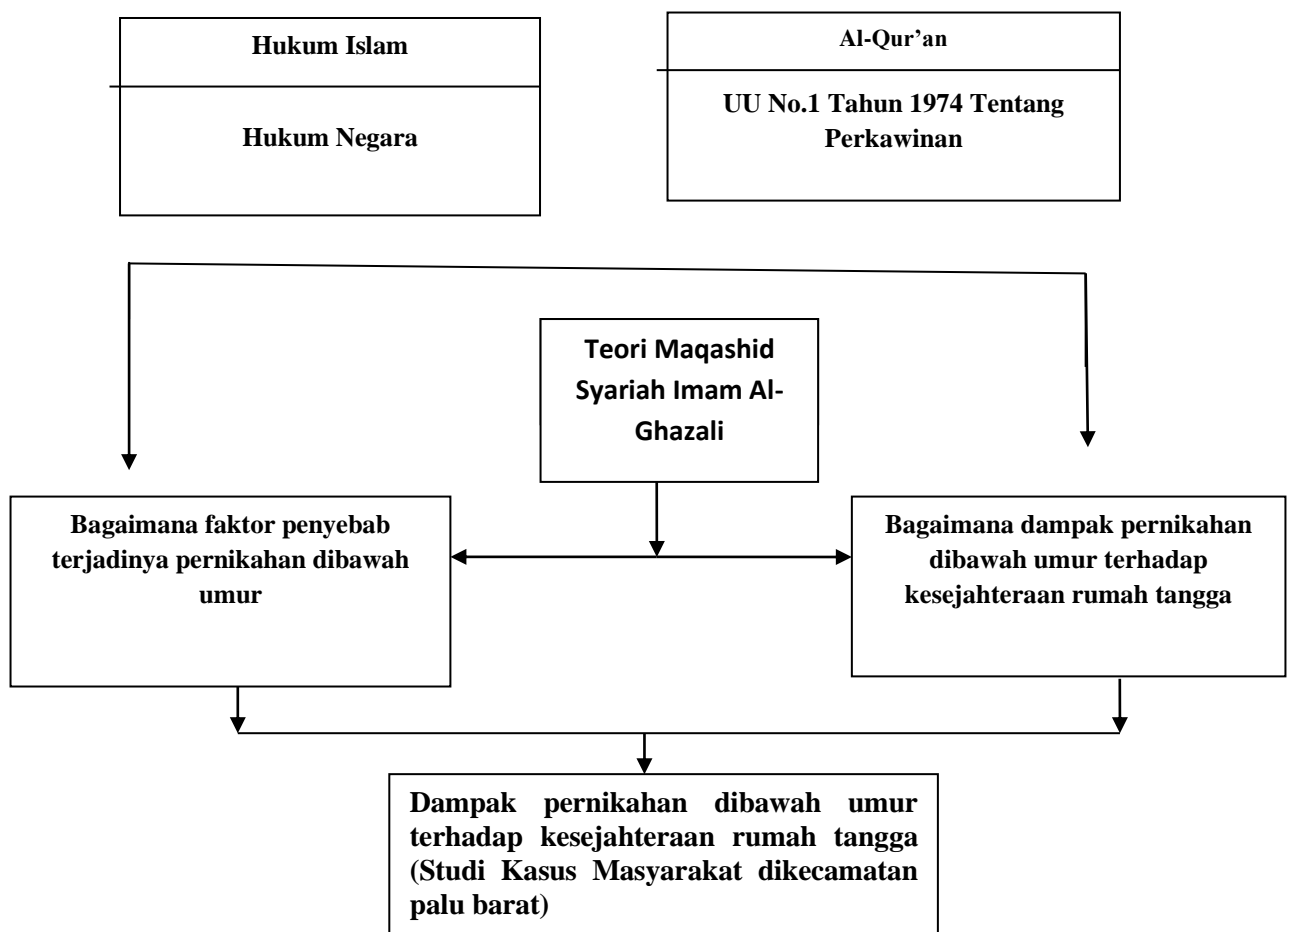 Hukum Islam
Hukum Negara
Al-Qur’an
UU No.1 Tahun 1974 Tentang
Perkawinan
Teori Maqashid
Syariah Imam Al-
Ghazali
Bagaimana faktor penyebab
terjadinya pernikahan dibawah
umur
Bagaimana dampak pernikahan
dibawah umur terhadap
kesejahteraan rumah tangga
Dampak pernikahan dibawah umur
terhadap kesejahteraan rumah tangga
(Studi Kasus Masyarakat dikecamatan
palu barat)